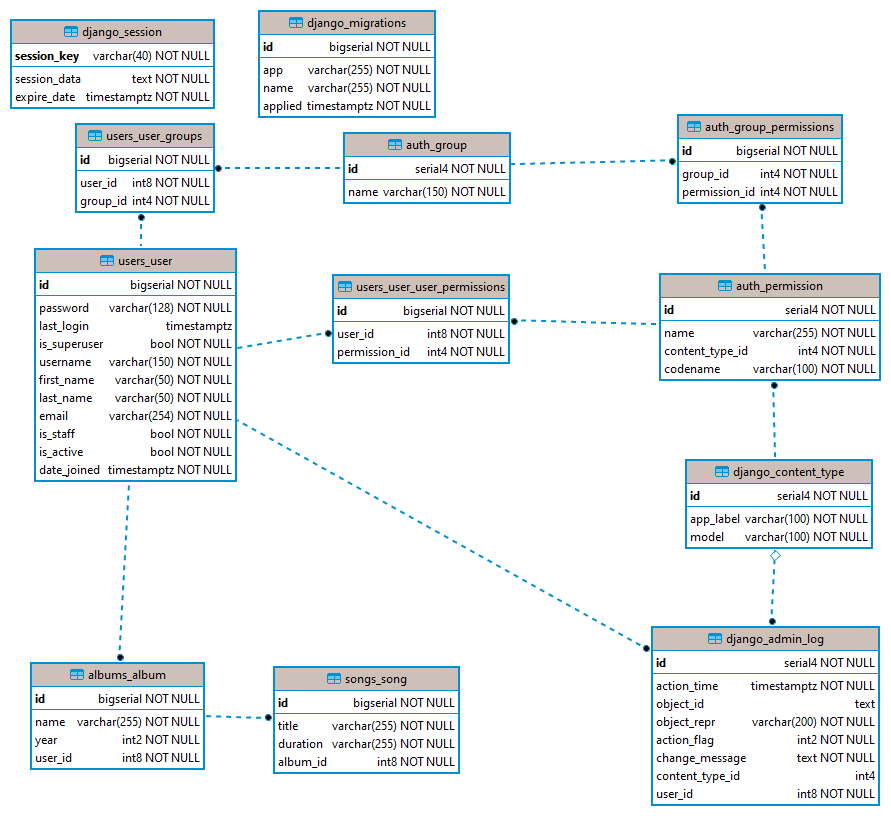 django_session
session_key varchar(40) NOT NULL
session_data text NOT NULL
expire_date timestamptz NOT NULL
django_migrations
id bigserial NOT NULL
app varchar(255) NOT NULL
name varchar(255) NOT NULL
applied timestamptz NOT NULL
users_user_groups
id bigserial NOT NULL
user_id int8 NOT NULL
group_id int4 NOT NULL
auth_group
id serial4 NOT NULL
name varchar(150) NOT NULL
auth_group_permissions
id bigserial NOT NULL
group_id int4 NOT NULL
permission_id int4 NOT NULL
users_user
id bigserial NOT NULL
password varchar(128) NOT NULL
last_login timestamptz
is_superuser bool NOT NULL
username varchar(150) NOT NULL
first_name varchar(50) NOT NULL
last_name varchar(50) NOT NULL
email varchar(254) NOT NULL
is_staff bool NOT NULL
is_active bool NOT NULL
date_joined timestamptz NOT NULL
users_user_user_permissions
id bigserial NOT NULL
user_id int8 NOT NULL
permission_id int4 NOT NULL
auth_permission
id serial4 NOT NULL
name varchar(255) NOT NULL
content_type_id int4 NOT NULL
codename varchar(100) NOT NULL
django_content_type
id serial4 NOT NULL
app_label varchar(100) NOT NULL
model varchar(100) NOT NULL
albums_album
id bigserial NOT NULL
name varchar(255) NOT NULL
year int2 NOT NULL
user_id int8 NOT NULL
songs_song
id bigserial NOT NULL
title varchar(255) NOT NULL
duration varchar(255) NOT NULL
album_id int8 NOT NULL
django_admin_log
id serial4 NOT NULL
action_time timestamptz NOT NULL
object_id text
object_repr varchar(200) NOT NULL
action_flag int2 NOT NULL
change_message text NOT NULL
content_type_id int4
user_id int8 NOT NULL